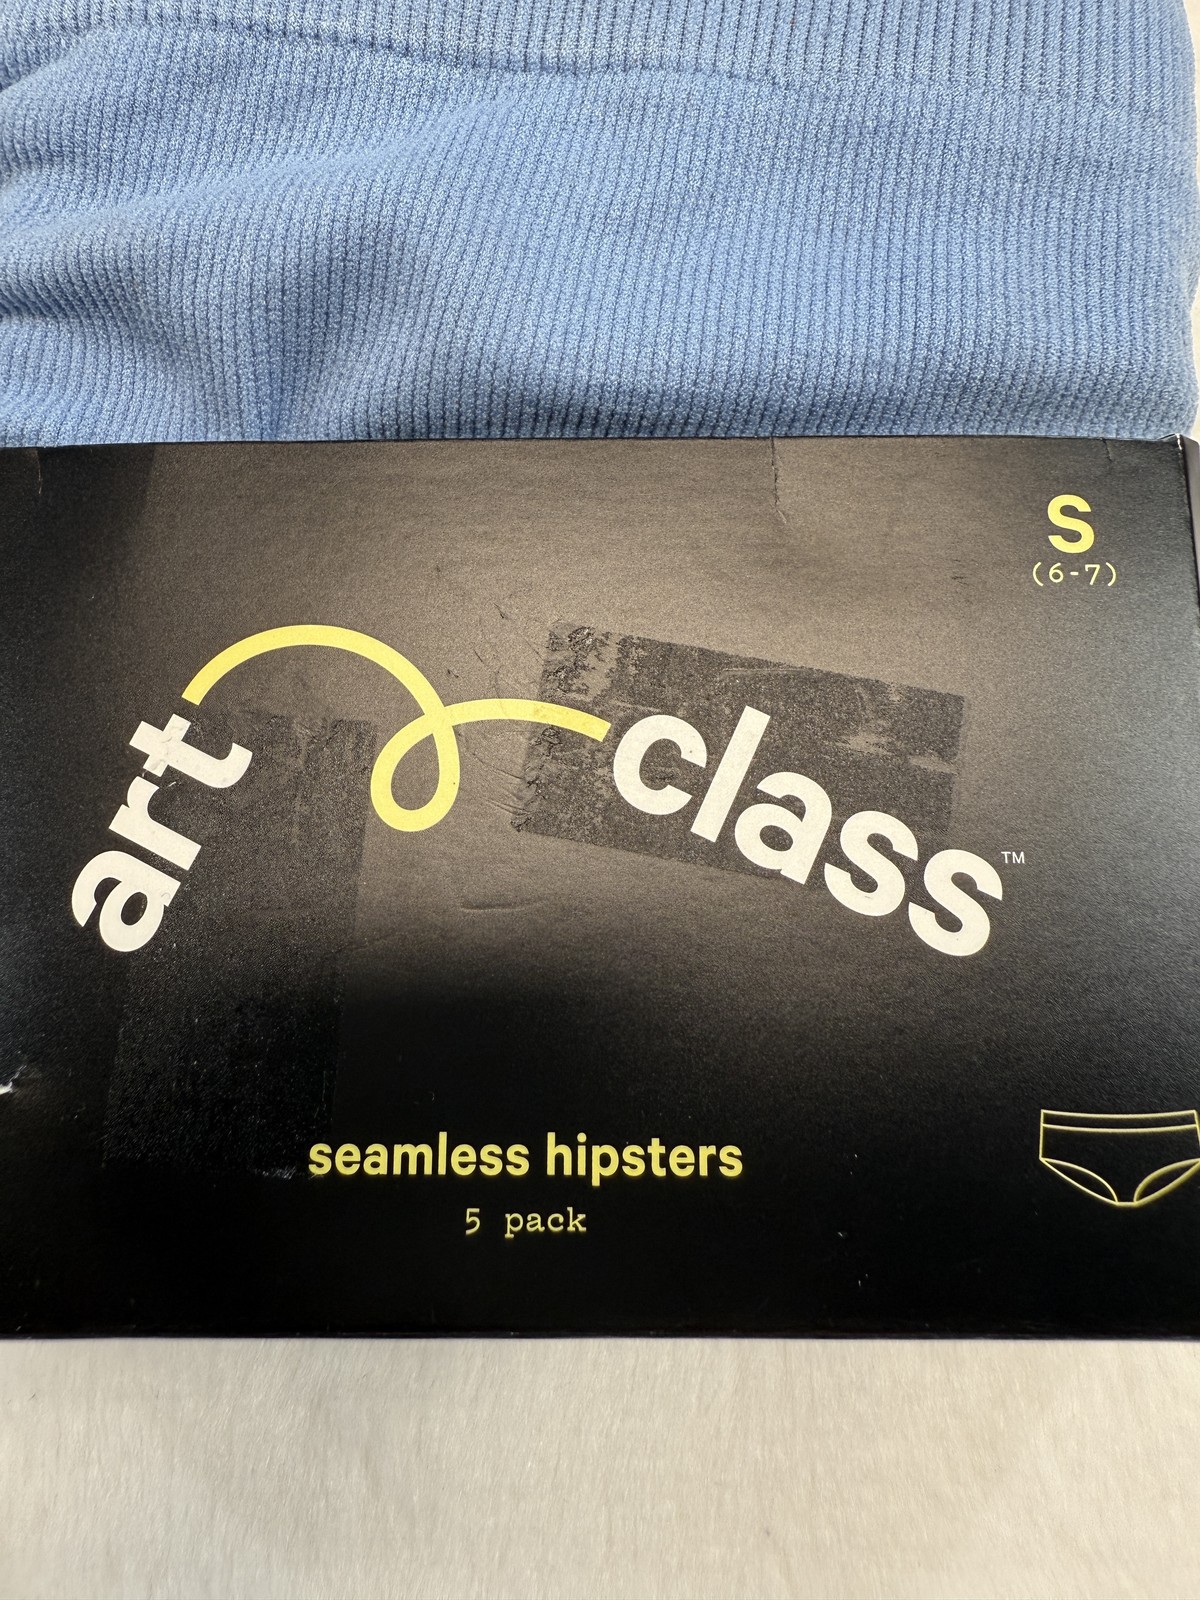 S
(6-7)
art class™
seamless hipsters
5 pack